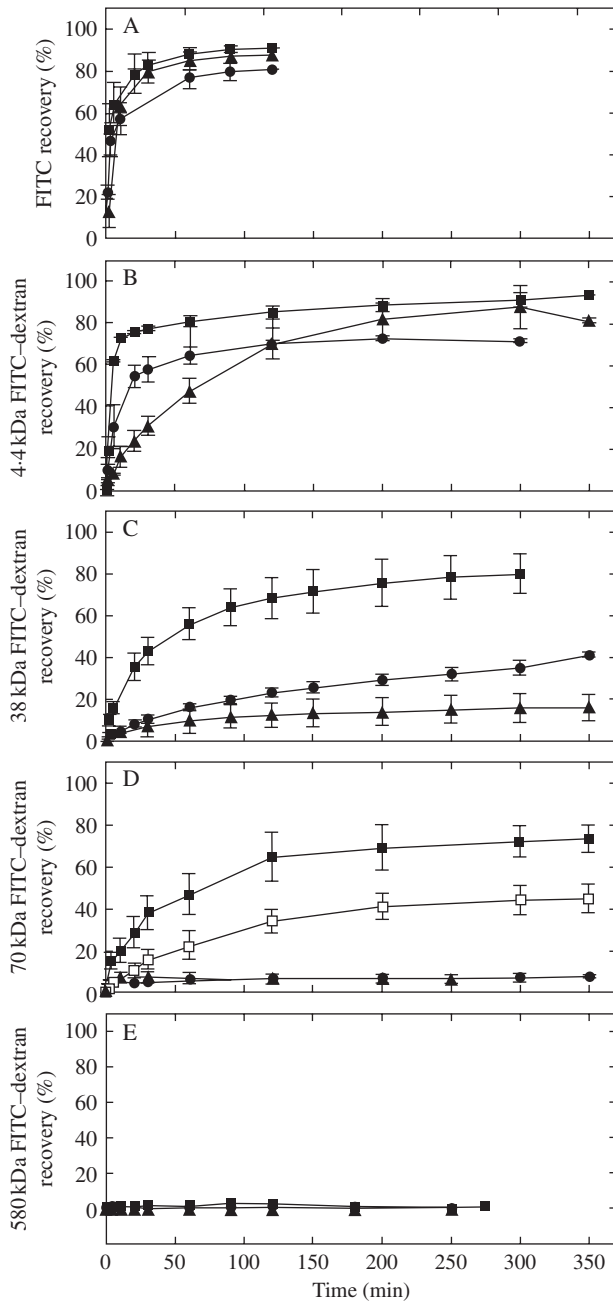 A
FITC recovery (%)
100
80
60
40
20
0
B
4·4 kDa FITC–dextran
recovery (%)
100
80
60
40
20
0
C
38 kDa FITC–dextran
recovery (%)
100
80
60
40
20
0
D
70 kDa FITC–dextran
recovery (%)
100
80
60
40
20
0
E
580 kDa FITC–dextran
recovery (%)
100
80
60
40
20
0
0 50 100 150 200 250 300 350
Time (min)